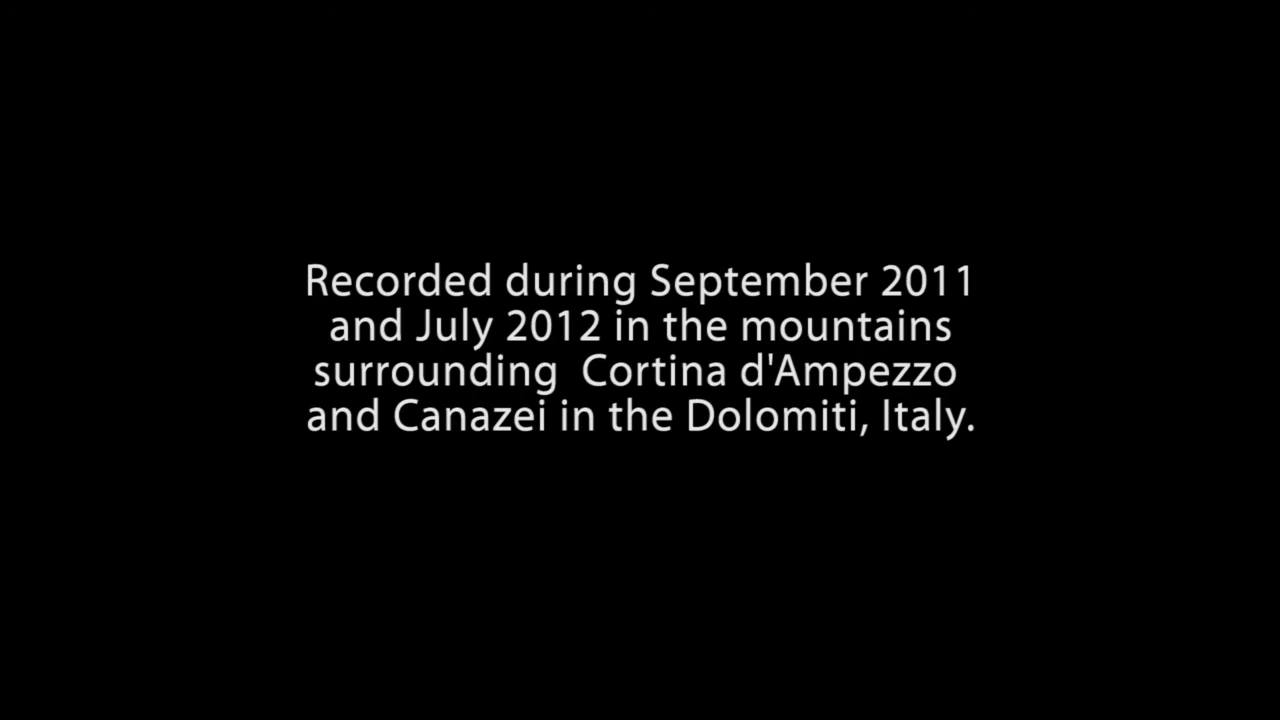 Recorded during September 2011
and July 2012 in the mountains
surrounding  Cortina d'Ampezzo
and Canazei in the Dolomiti, Italy.